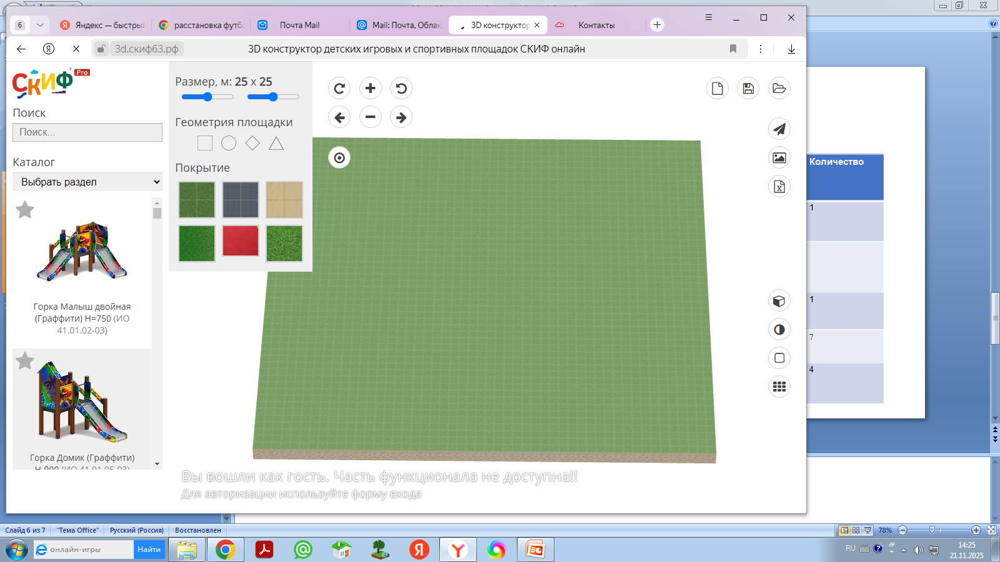 6
Яндекс — быстрый
расстановка футбо
Почта Mail
Mail: Почта, Облак
3D конструктор
Контакты
3d.скиф63.рф
3D конструктор детских игровых и спортивных площадок СКИФ онлайн
СКИФ Pro
Поиск
Поиск...
Каталог
Выбрать раздел
Горка Малыш двойная
(Граффити) H=750 (ИО
41.01.02-03)
Горка Домик (Граффити)
H-900 (ИО 41.01.05-03)
Размер, м: 25 x 25
Геометрия площадки
Покрытие
Вы вошли как гость. Часть функционала не доступна!!
Для авторизации используйте форму входа
Количество
1
1
7
4
Слайд 6 из 7
"Тема Office"
Русский (Россия)
Восстановлен
78%
онлайн-игры
Найти
RU
14:25
21.11.2025